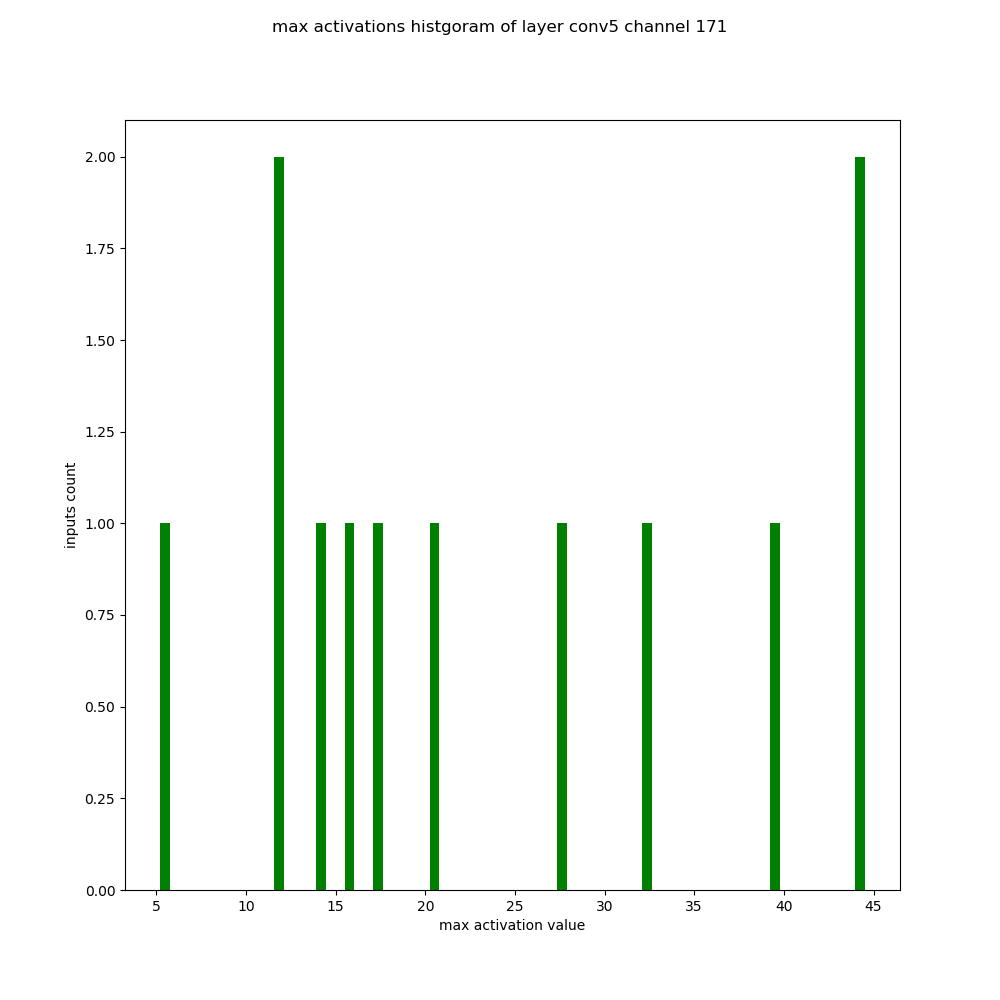 max activations histgoram of layer conv5 channel 171
2.00
1.75
1.50
1.25
1.00
0.75
0.50
0.25
0.00
inputs count
5 10 15 20 25 30 35 40 45
max activation value